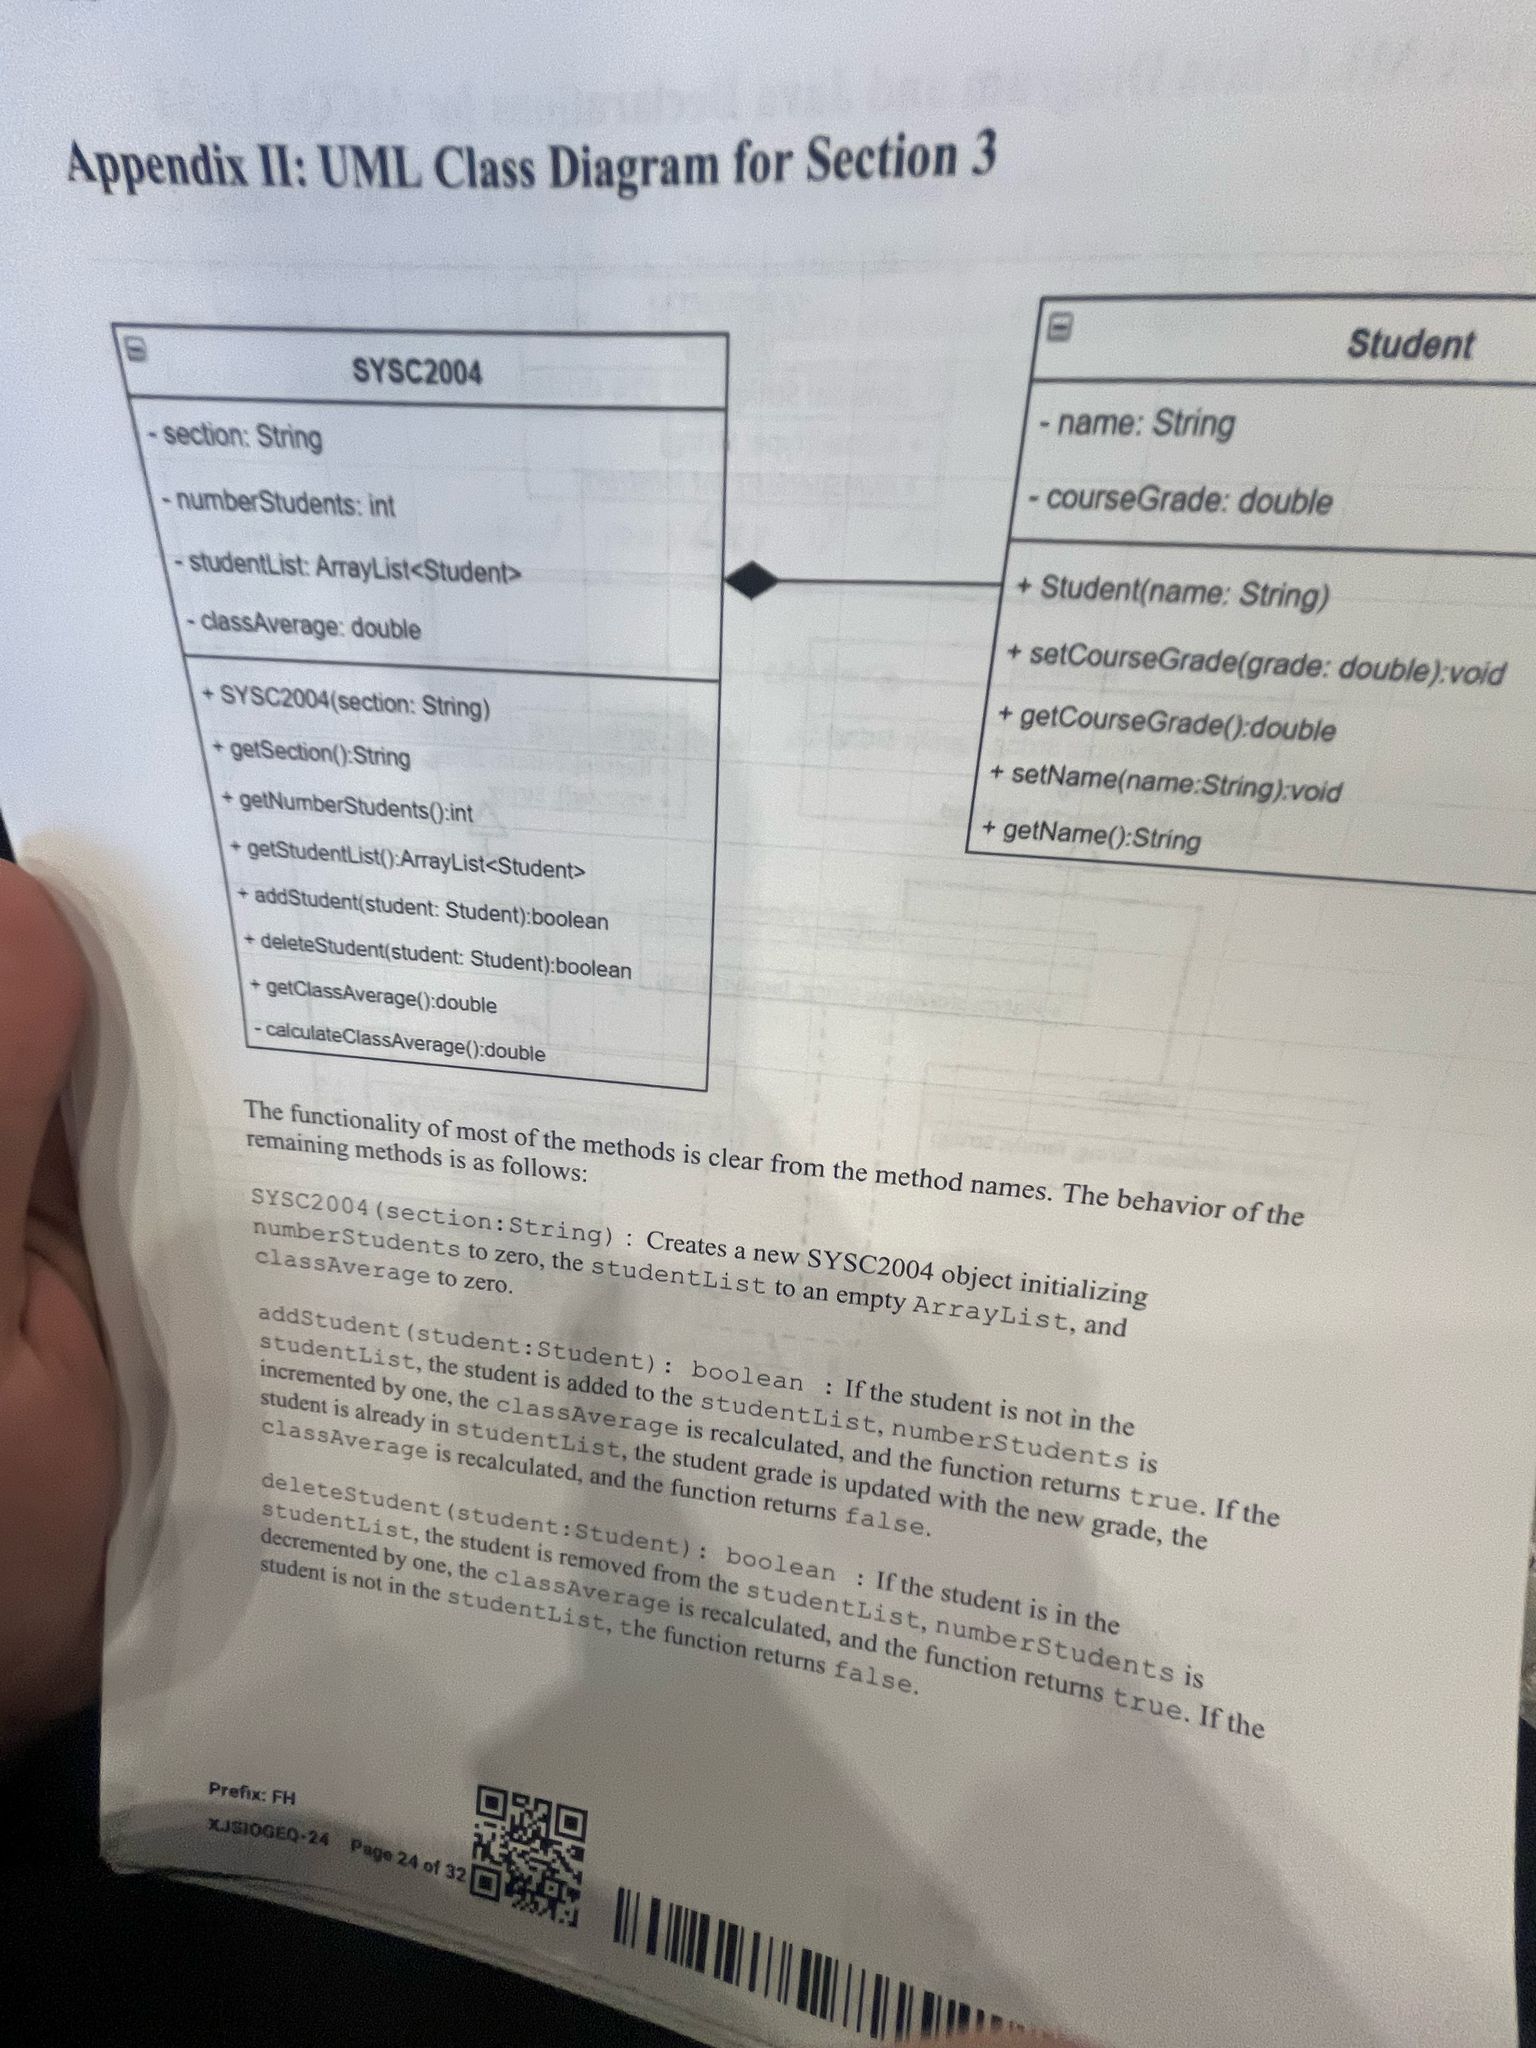 Appendix II: UML Class Diagram for Section 3
SYSC2004
- section: String
- numberStudents: int
- studentList: ArrayList<Student>
- classAverage: double
+ SYSC2004(section: String)
+ getSection():String
+ getNumberStudents():int
+ getStudentList():ArrayList<Student>
+ addStudent(student: Student):boolean
+ deleteStudent(student: Student):boolean
+ getClassAverage():double
- calculateClassAverage():double
Student
- name: String
- courseGrade: double
+ Student(name: String)
+ setCourseGrade(grade: double):void
+ getCourseGrade():double
+ setName(name:String):void
+ getName():String
The functionality of most of the methods is clear from the method names. The behavior of the
remaining methods is as follows:
SYSC2004(section:String) : Creates a new SYSC2004 object initializing
numberStudents to zero, the studentList to an empty ArrayList, and
classAverage to zero.
addStudent(student:Student): boolean : If the student is not in the
studentList, the student is added to the studentList, numberStudents is
incremented by one, the classAverage is recalculated, and the function returns true. If the
student is already in studentList, the student grade is updated with the new grade, the
classAverage is recalculated, and the function returns false.
deleteStudent(student:Student): boolean : If the student is in the
studentList, the student is removed from the studentList, numberStudents is
decremented by one, the classAverage is recalculated, and the function returns true. If the
student is not in the studentList, the function returns false.
Prefix: FH
XJSIOGEQ-24 Page 24 of 32